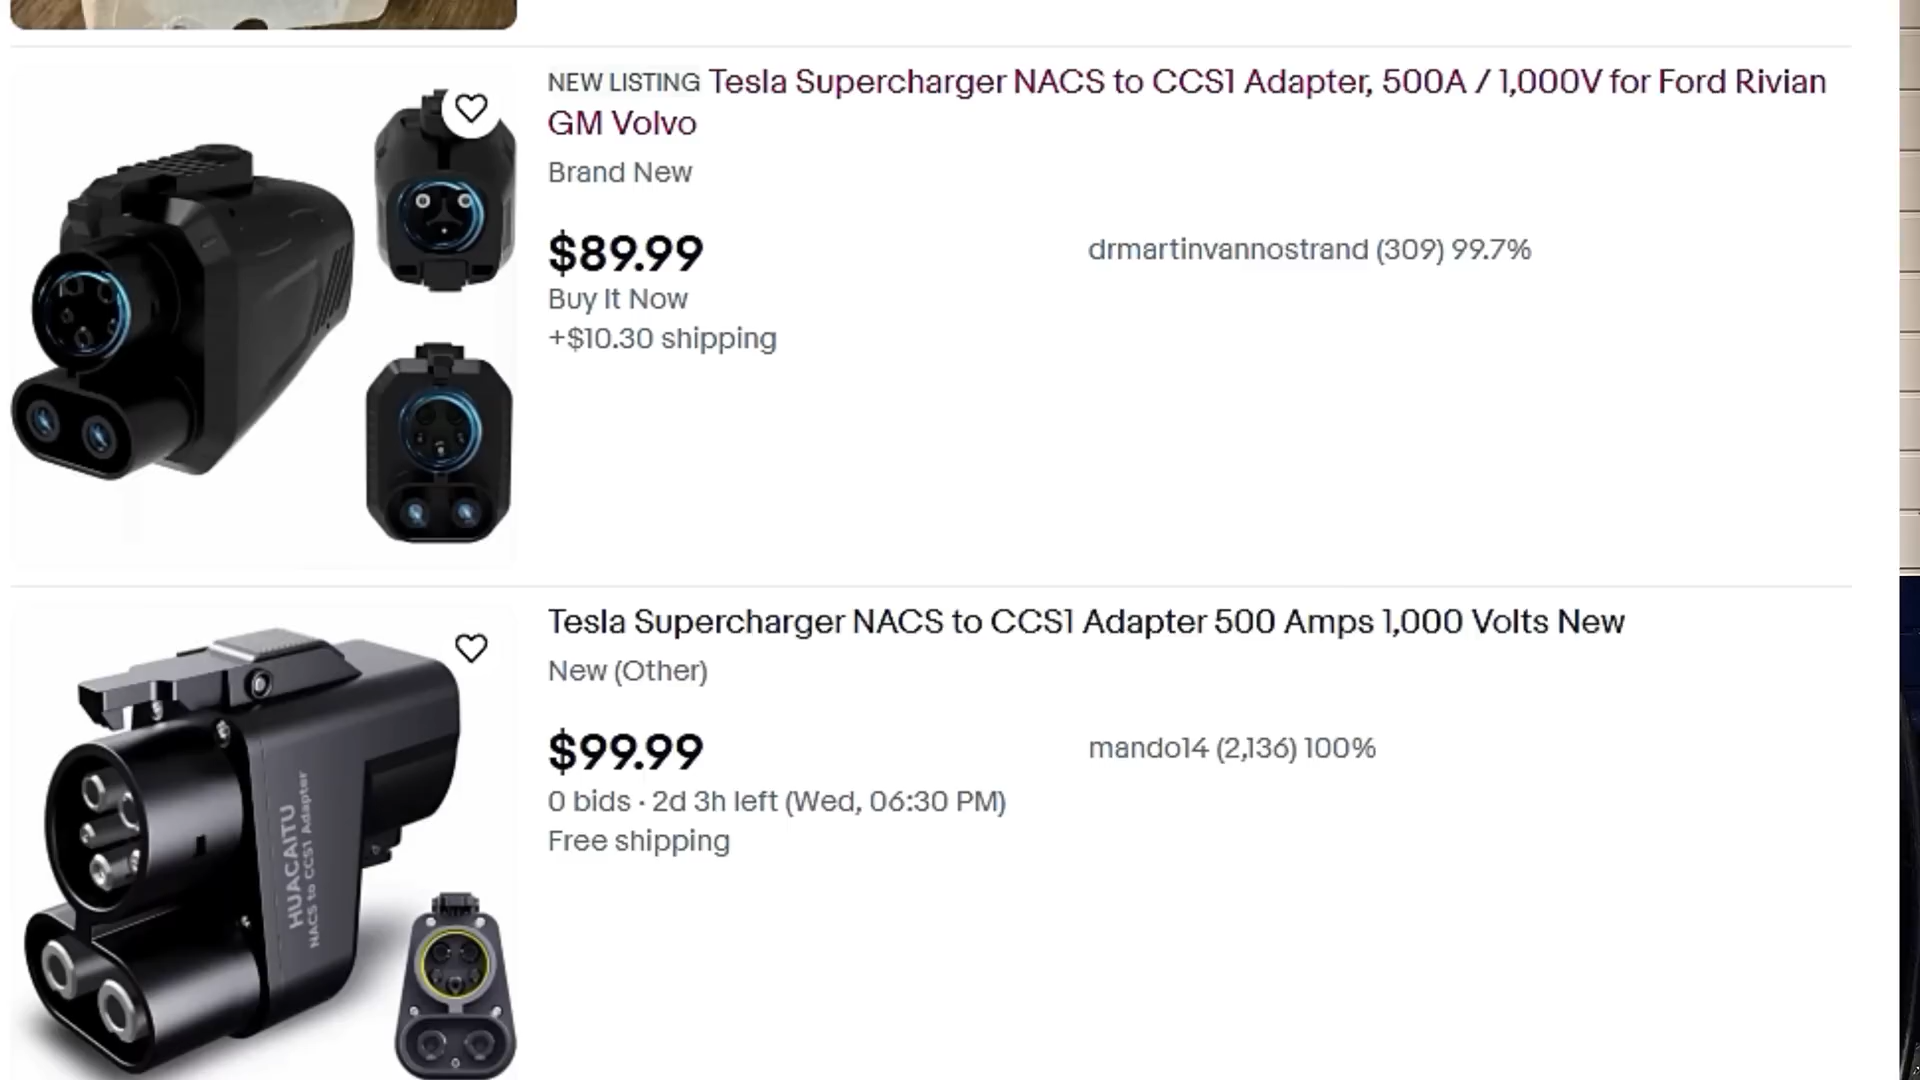 NEW LISTING Tesla Supercharger NACS to CCS1 Adapter, 500A / 1,000V for Ford Rivian
GM Volvo
Brand New
$89.99
drmartinvannostrand (309) 99.7%
Buy It Now
+$10.30 shipping
Tesla Supercharger NACS to CCS1 Adapter 500 Amps 1,000 Volts New
New (Other)
$99.99
mando14 (2,136) 100%
0 bids · 2d 3h left (Wed, 06:30 PM)
Free shipping
HUACAITU
NACS to CCS1 Adapter